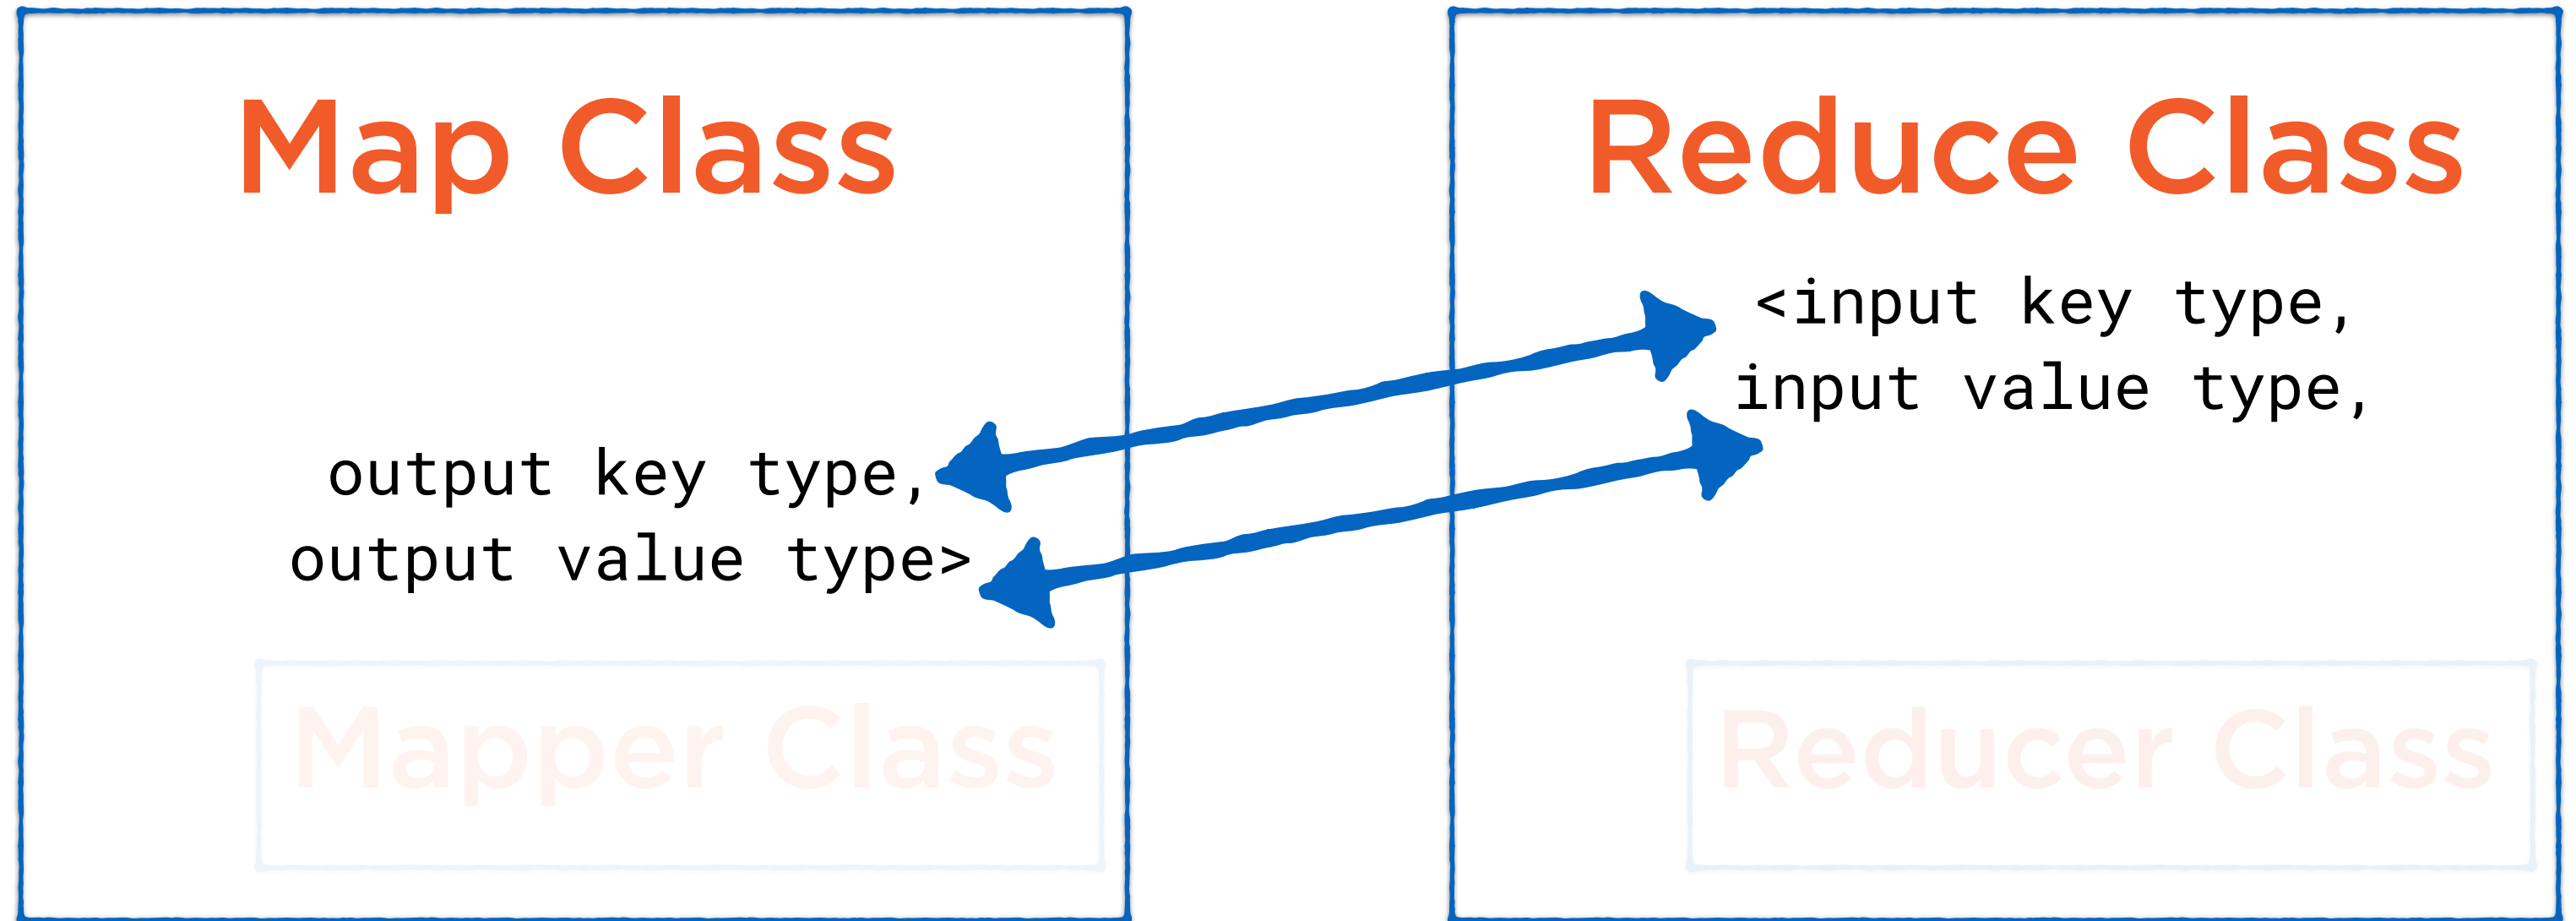 Map Class
output key type,
output value type>
Mapper Class
Reduce Class
<input key type,
input value type,
Reducer Class